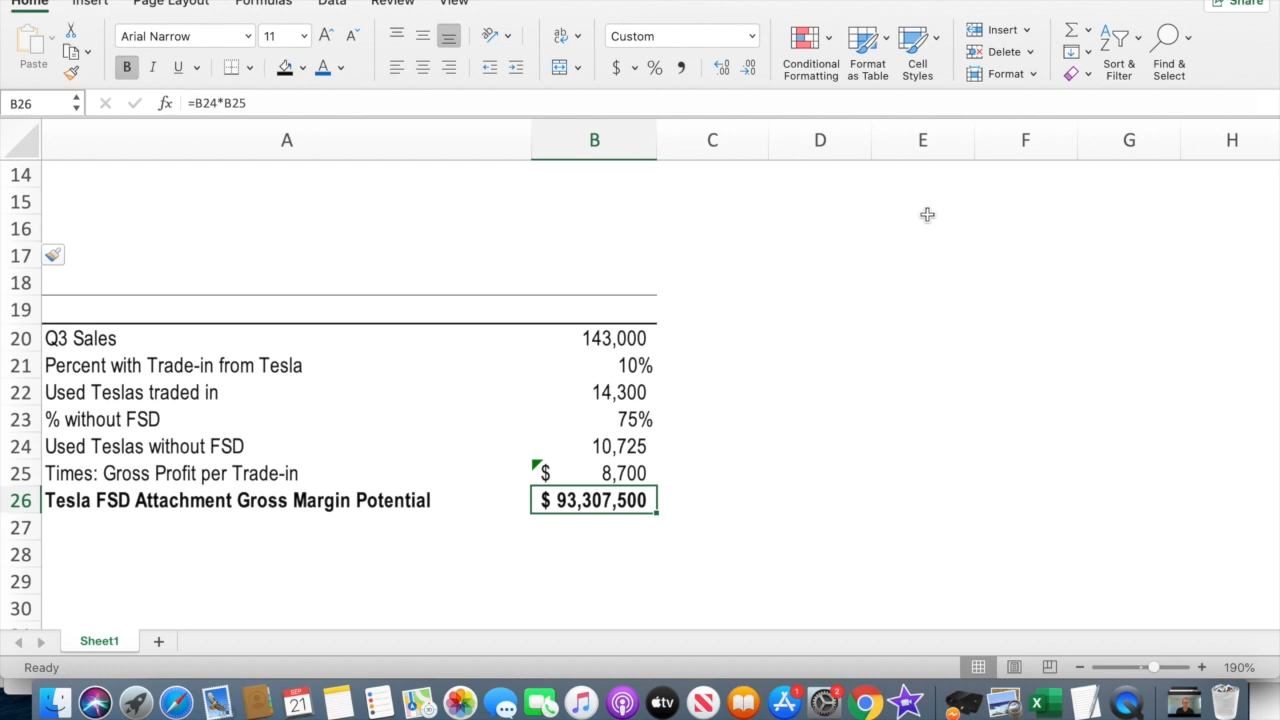 Home Insert Page Layout Formulas Data Review View Share
Arial Narrow 11 A A Custom
Paste B I U A $ % Conditional Formatting Format as Table Cell Styles
Insert
Delete
Format
Sort & Filter Find & Select
B26 fx =B24*B25
A B C D E F G H
14
15
16
17
18
19
20 Q3 Sales 143,000
21 Percent with Trade-in from Tesla 10%
22 Used Teslas traded in 14,300
23 % without FSD 75%
24 Used Teslas without FSD 10,725
25 Times: Gross Profit per Trade-in $ 8,700
26 Tesla FSD Attachment Gross Margin Potential $ 93,307,500
27
28
29
30
Sheet1 +
Ready 190%
SEP 21 tv 1 2